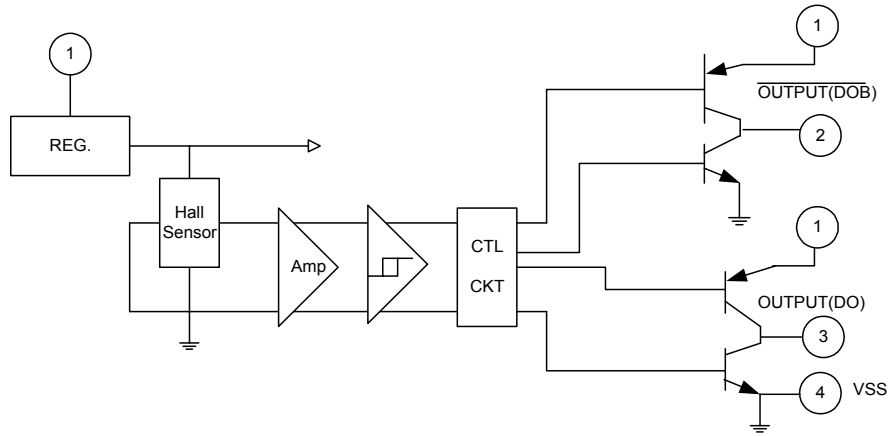 1
1
OUTPUT(DOB)
REG.
2
Hall
Sensor
1
CTL
Amp
CKT
OUTPUT(DO)
3
4
VSS